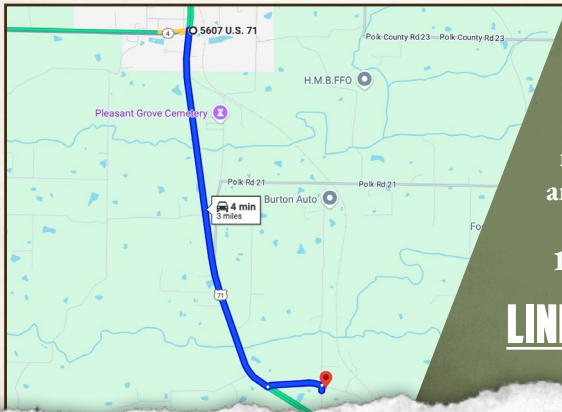 5607 U.S. 71
4
Polk County Rd 23
Polk County Rd 23
H.M.B.FFO
Pleasant Grove Cemetery
Polk Rd 21
Polk Rd 21
Burton Auto
4 min
3 miles
71